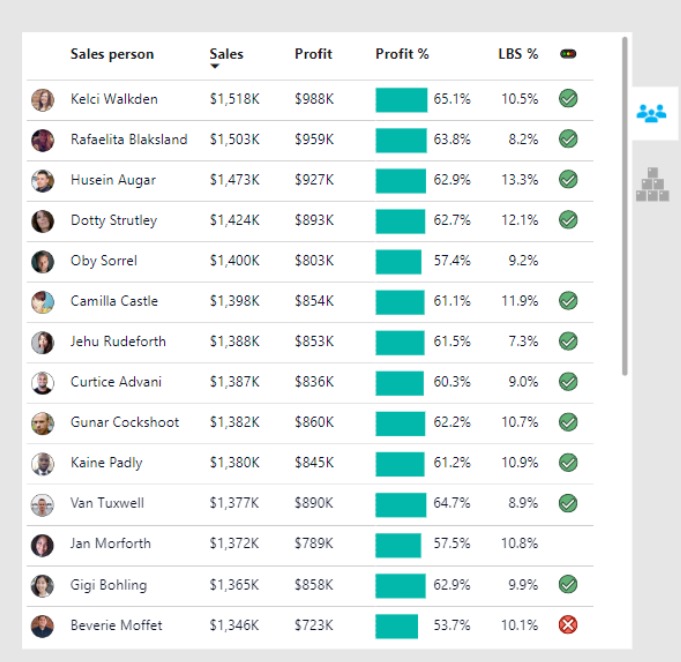 Sales person Sales Profit Profit % LBS %
Kelci Walkden $1,518K $988K 65.1% 10.5%
Rafaelita Blaksland $1,503K $959K 63.8% 8.2%
Husein Augar $1,473K $927K 62.9% 13.3%
Dotty Strutley $1,424K $893K 62.7% 12.1%
Oby Sorrel $1,400K $803K 57.4% 9.2%
Camilla Castle $1,398K $854K 61.1% 11.9%
Jehu Rudeforth $1,388K $853K 61.5% 7.3%
Curtice Advani $1,387K $836K 60.3% 9.0%
Gunar Cockshoot $1,382K $860K 62.2% 10.7%
Kaine Padly $1,380K $845K 61.2% 10.9%
Van Tuxwell $1,377K $890K 64.7% 8.9%
Jan Morforth $1,372K $789K 57.5% 10.8%
Gigi Bohling $1,365K $858K 62.9% 9.9%
Beverie Moffet $1,346K $723K 53.7% 10.1%